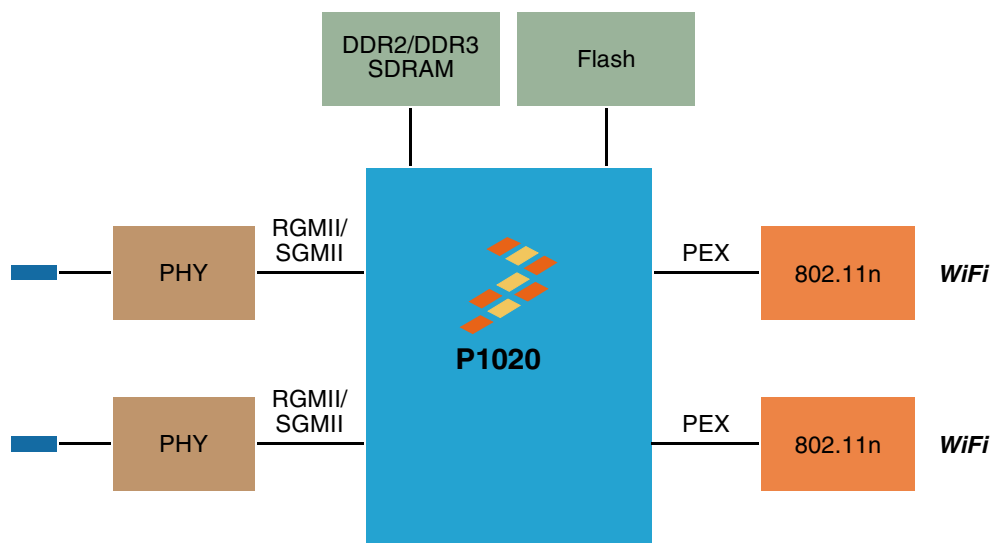 DDR2/DDR3
SDRAM
Flash
RGMII/
SGMII
PHY
PEX
802.11n
WiFi
P1020
RGMII/
SGMII
PHY
PEX
802.11n
WiFi